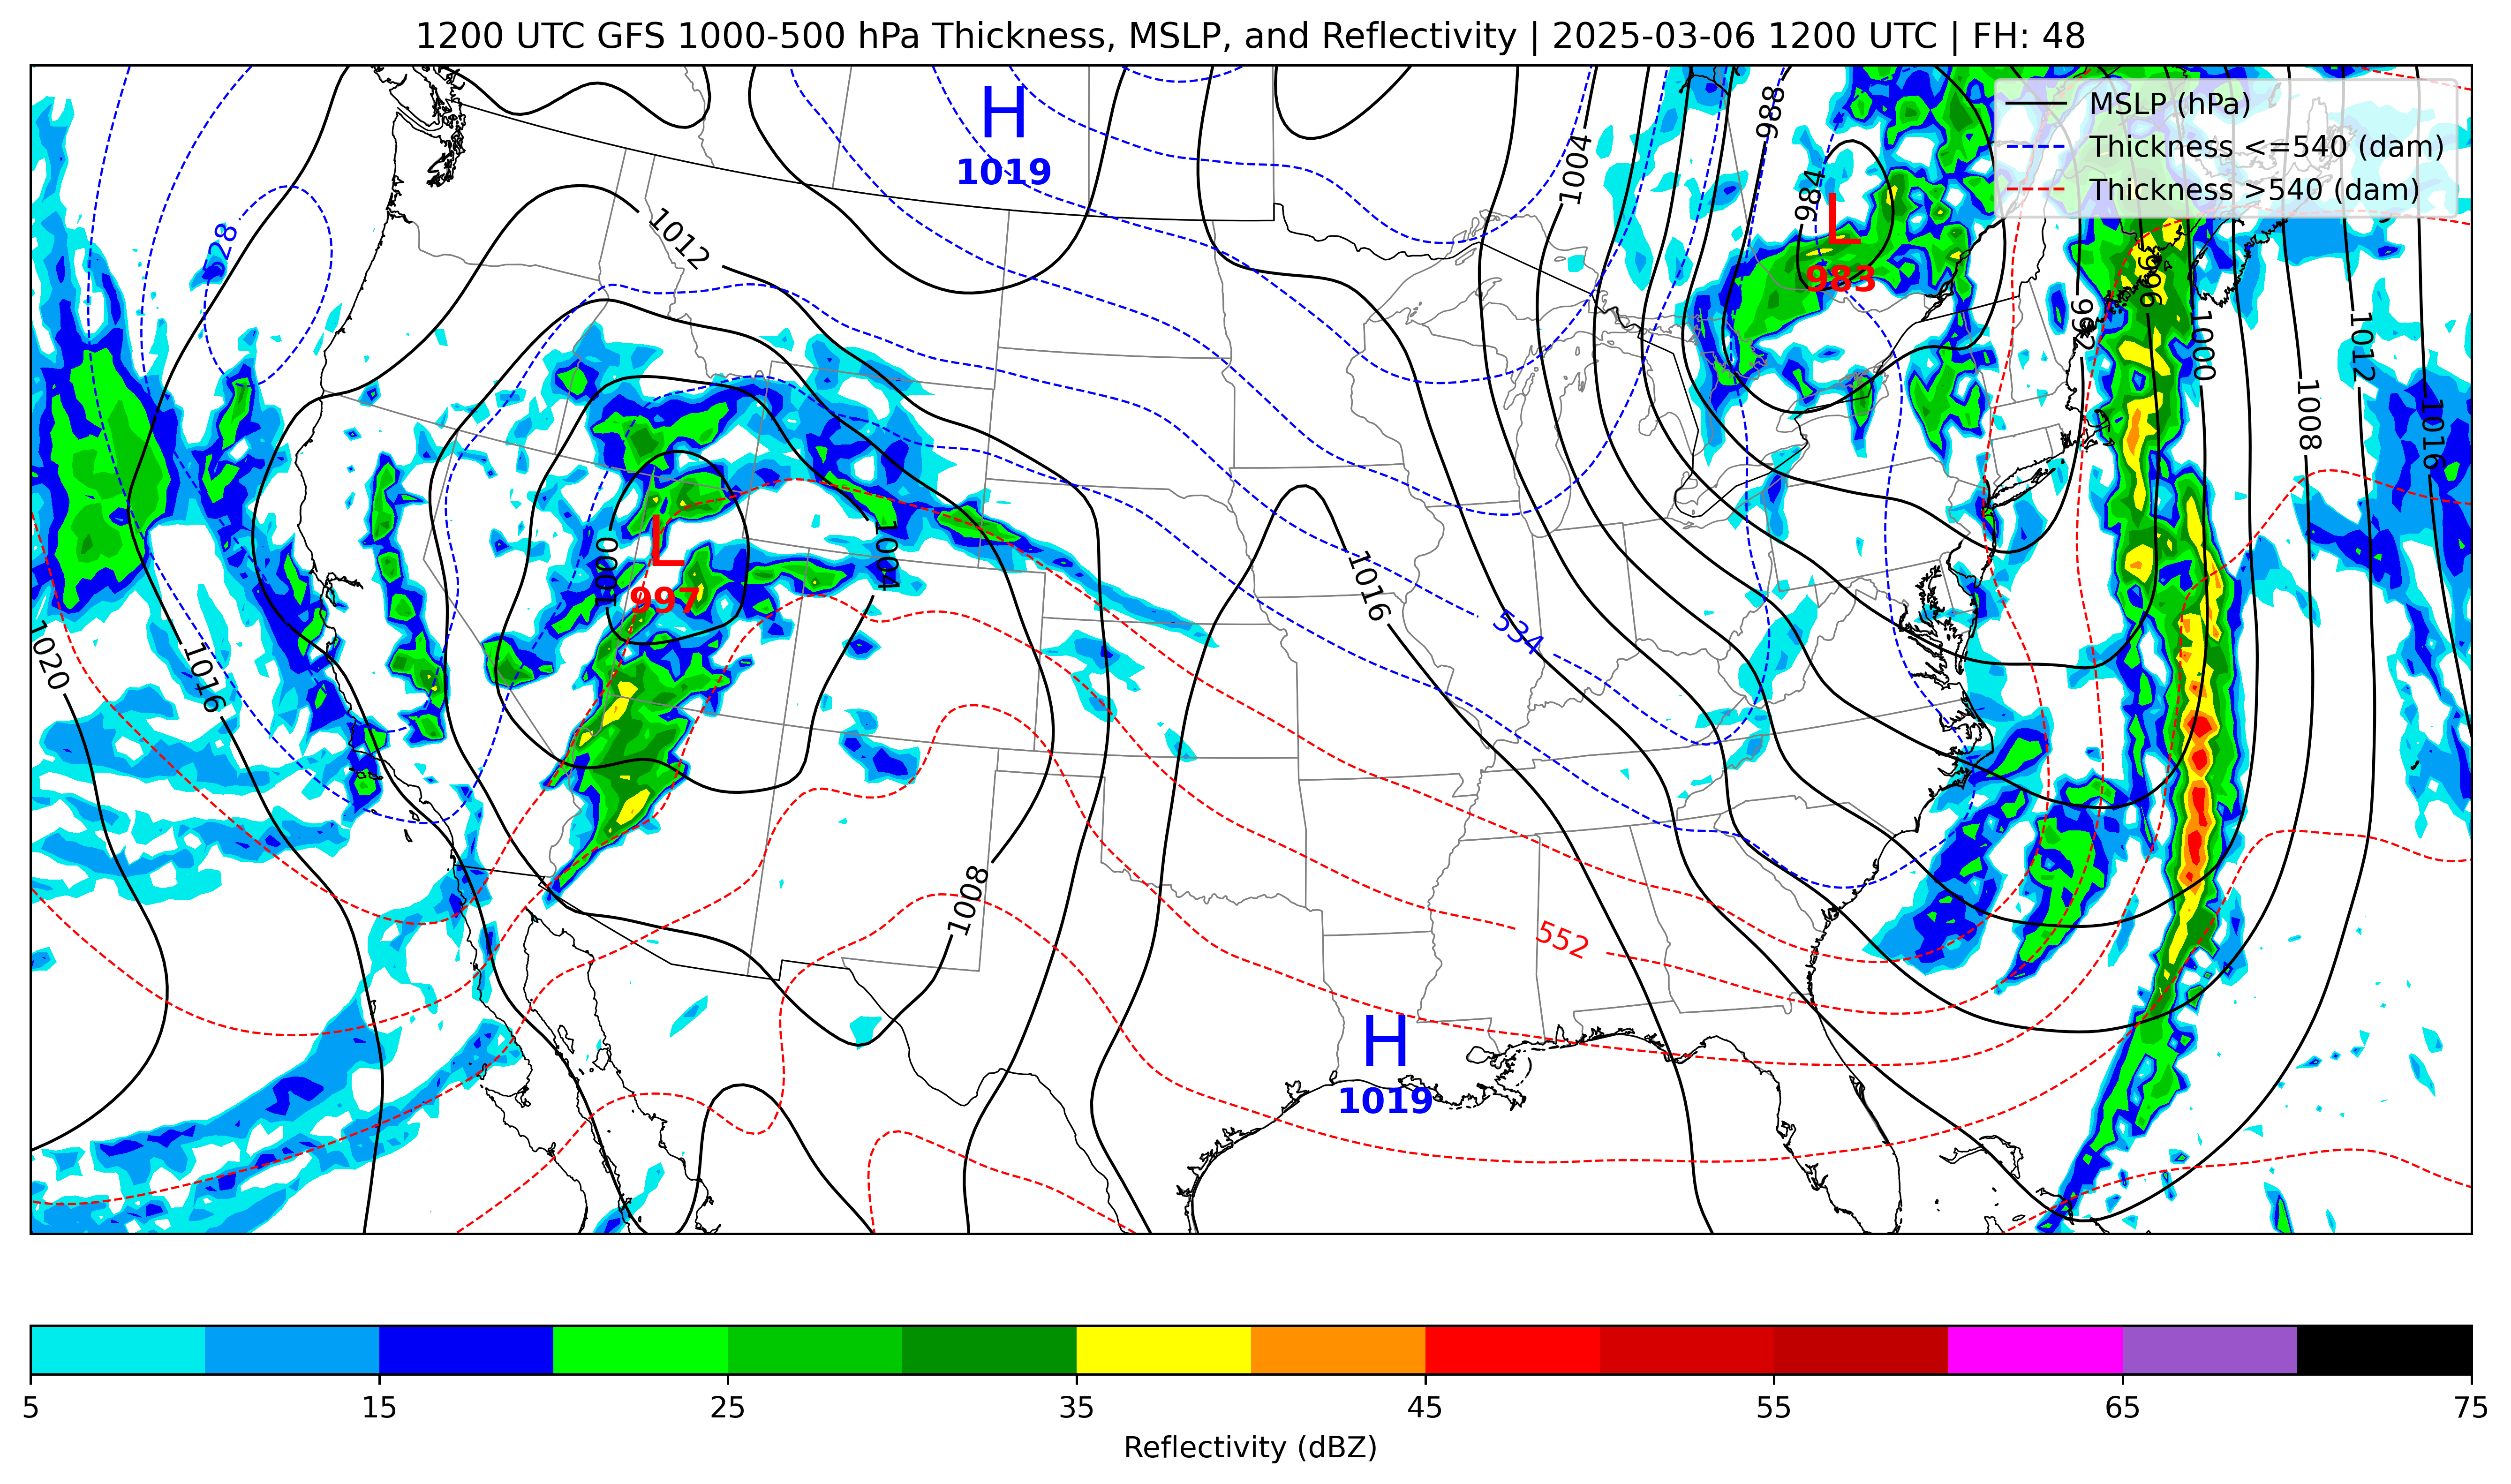 1200 UTC GFS 1000-500 hPa Thickness, MSLP, and Reflectivity | 2025-03-06 1200 UTC | FH: 48
MSLP (hPa)
Thickness <=540 (dam)
Thickness >540 (dam)
H
1019
988
1004
984
L
983
528
1012
996
992
1000
1012
1008
1016
L
997
1000
1004
1016
534
1020
1016
1008
552
H
1019
5 15 25 35 45 55 65 75
Reflectivity (dBZ)